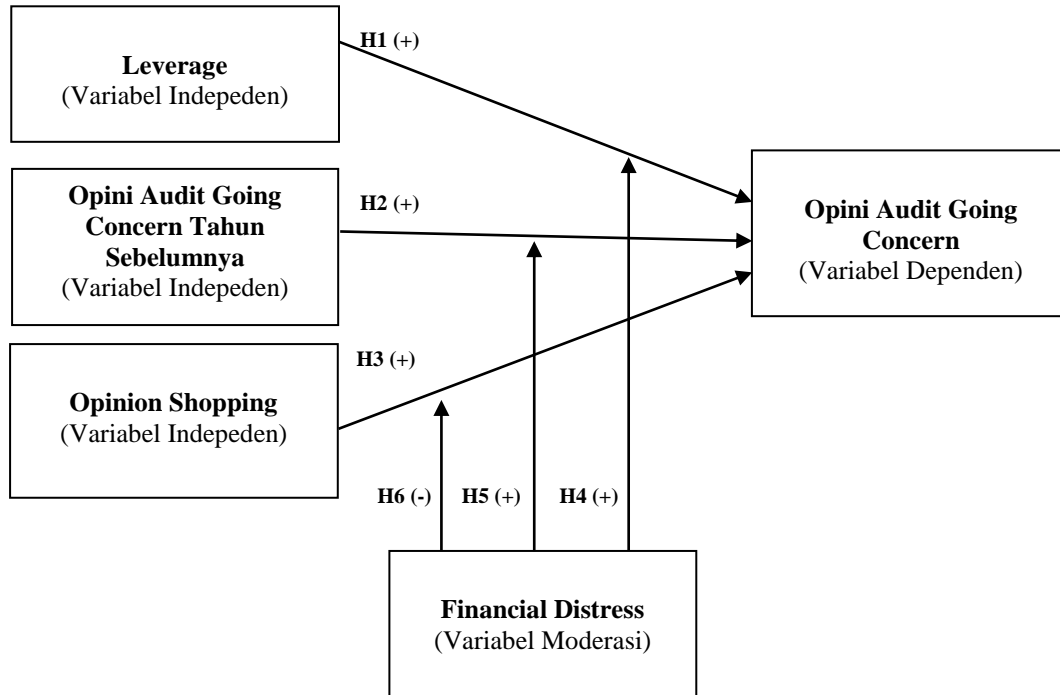 Leverage
(Variabel Indepeden)
H1 (+)
Opini Audit Going
Concern Tahun
Sebelumnya
(Variabel Indepeden)
H2 (+)
Opini Audit Going
Concern
(Variabel Dependen)
Opinion Shopping
(Variabel Indepeden)
H3 (+)
H6 (-)
H5 (+)
H4 (+)
Financial Distress
(Variabel Moderasi)